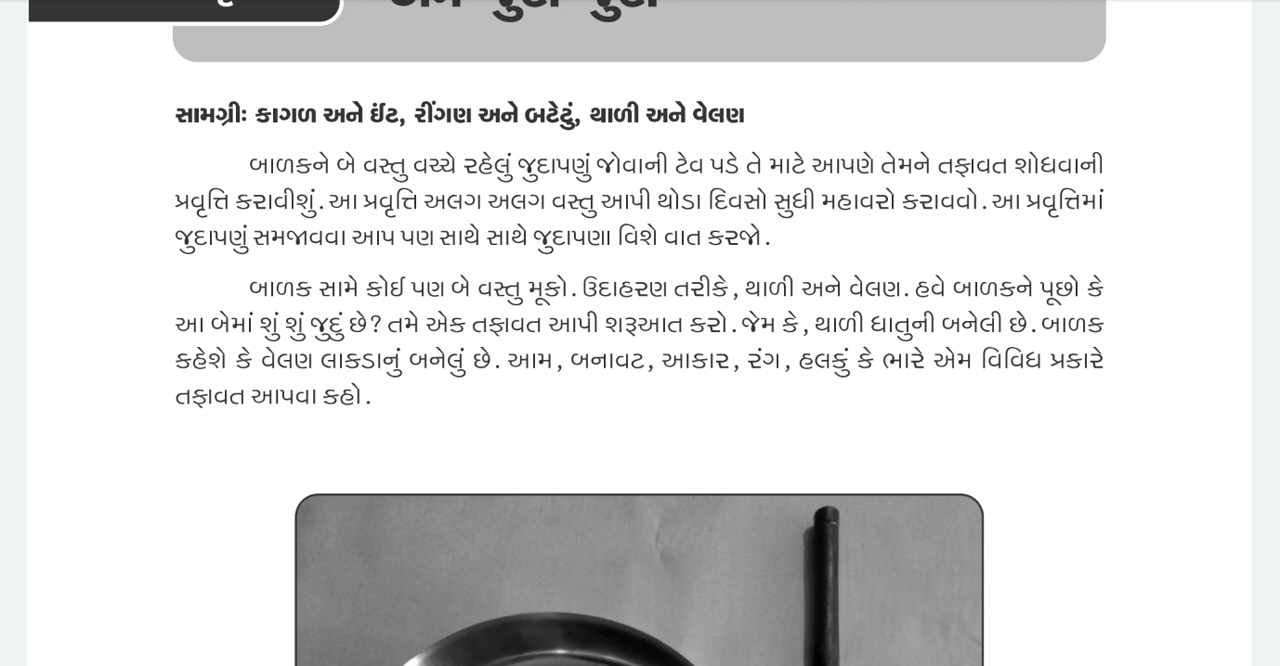 સામગ્રીઃ કાગળ અને ઈંટ, રીંગણ અને બટેટું, થાળી અને વેલણ
બાળકને બે વસ્તુ વચ્ચે રહેલું જુદાપણું જોવાની ટેવ પડે તે માટે આપણે તેમને તફાવત શોધવાની
પ્રવૃત્તિ કરાવીશું. આ પ્રવૃત્તિ અલગ અલગ વસ્તુ આપી થોડા દિવસો સુધી મહાવરો કરાવવો. આ પ્રવૃત્તિમાં
જુદાપણું સમજાવવા આપ પણ સાથે સાથે જુદાપણા વિશે વાત કરજો.
બાળક સામે કોઈ પણ બે વસ્તુ મૂકો. ઉદાહરણ તરીકે, થાળી અને વેલણ. હવે બાળકને પૂછો કે
આ બેમાં શું શું જુદું છે? તમે એક તફાવત આપી શરૂઆત કરો. જેમ કે, થાળી ધાતુની બનેલી છે. બાળક
કહેશે કે વેલણ લાકડાનું બનેલું છે. આમ, બનાવટ, આકાર, રંગ, હલકું કે ભારે એમ વિવિધ પ્રકારે
તફાવત આપવા કહો.